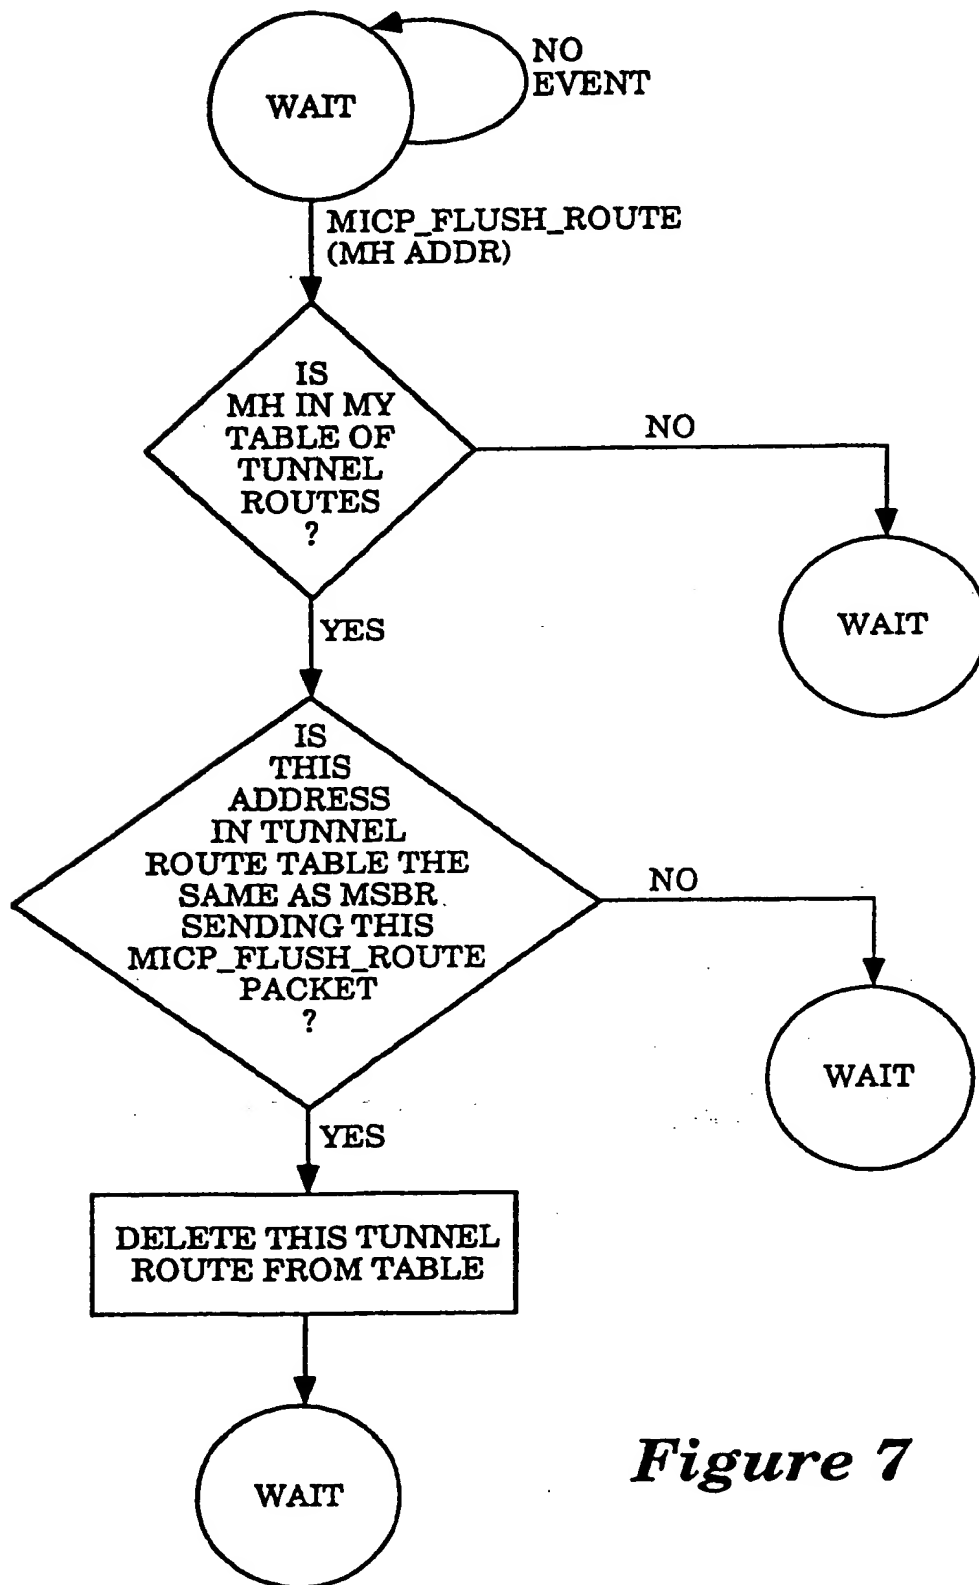 NO
EVENT
WAIT
MICP_FLUSH_ROUTE
(MH ADDR)
IS
MH IN MY
TABLE OF
TUNNEL
ROUTES
?
NO
WAIT
YES
IS
THIS
ADDRESS
IN TUNNEL
ROUTE TABLE THE
SAME AS MSBR
SENDING THIS
MICP_FLUSH_ROUTE
PACKET
?
NO
WAIT
YES
DELETE THIS TUNNEL
ROUTE FROM TABLE
WAIT
Figure 7